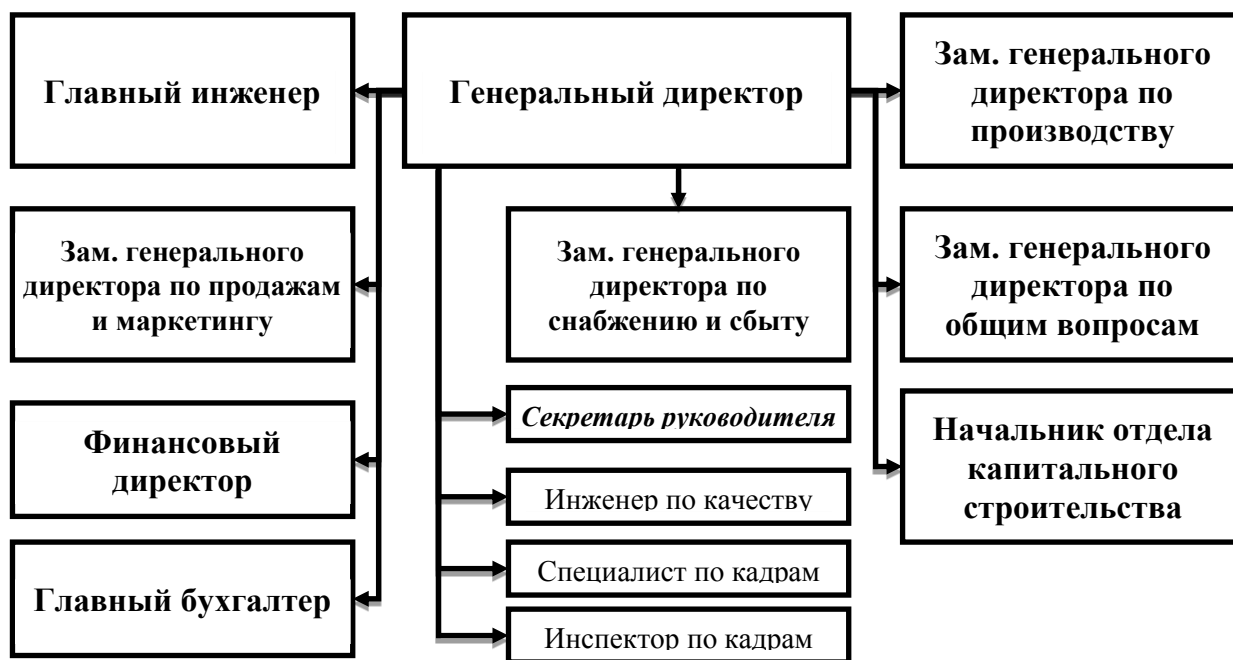 Главный инженер
Генеральный директор
Зам. генерального
директора по
производству
Зам. генерального
директора по продажам
и маркетингу
Зам. генерального
директора по
снабжению и сбыту
Зам. генерального
директора по
общим вопросам
Финансовый
директор
Секретарь руководителя
Инженер по качеству
Начальник отдела
капитального
строительства
Главный бухгалтер
Специалист по кадрам
Инспектор по кадрам